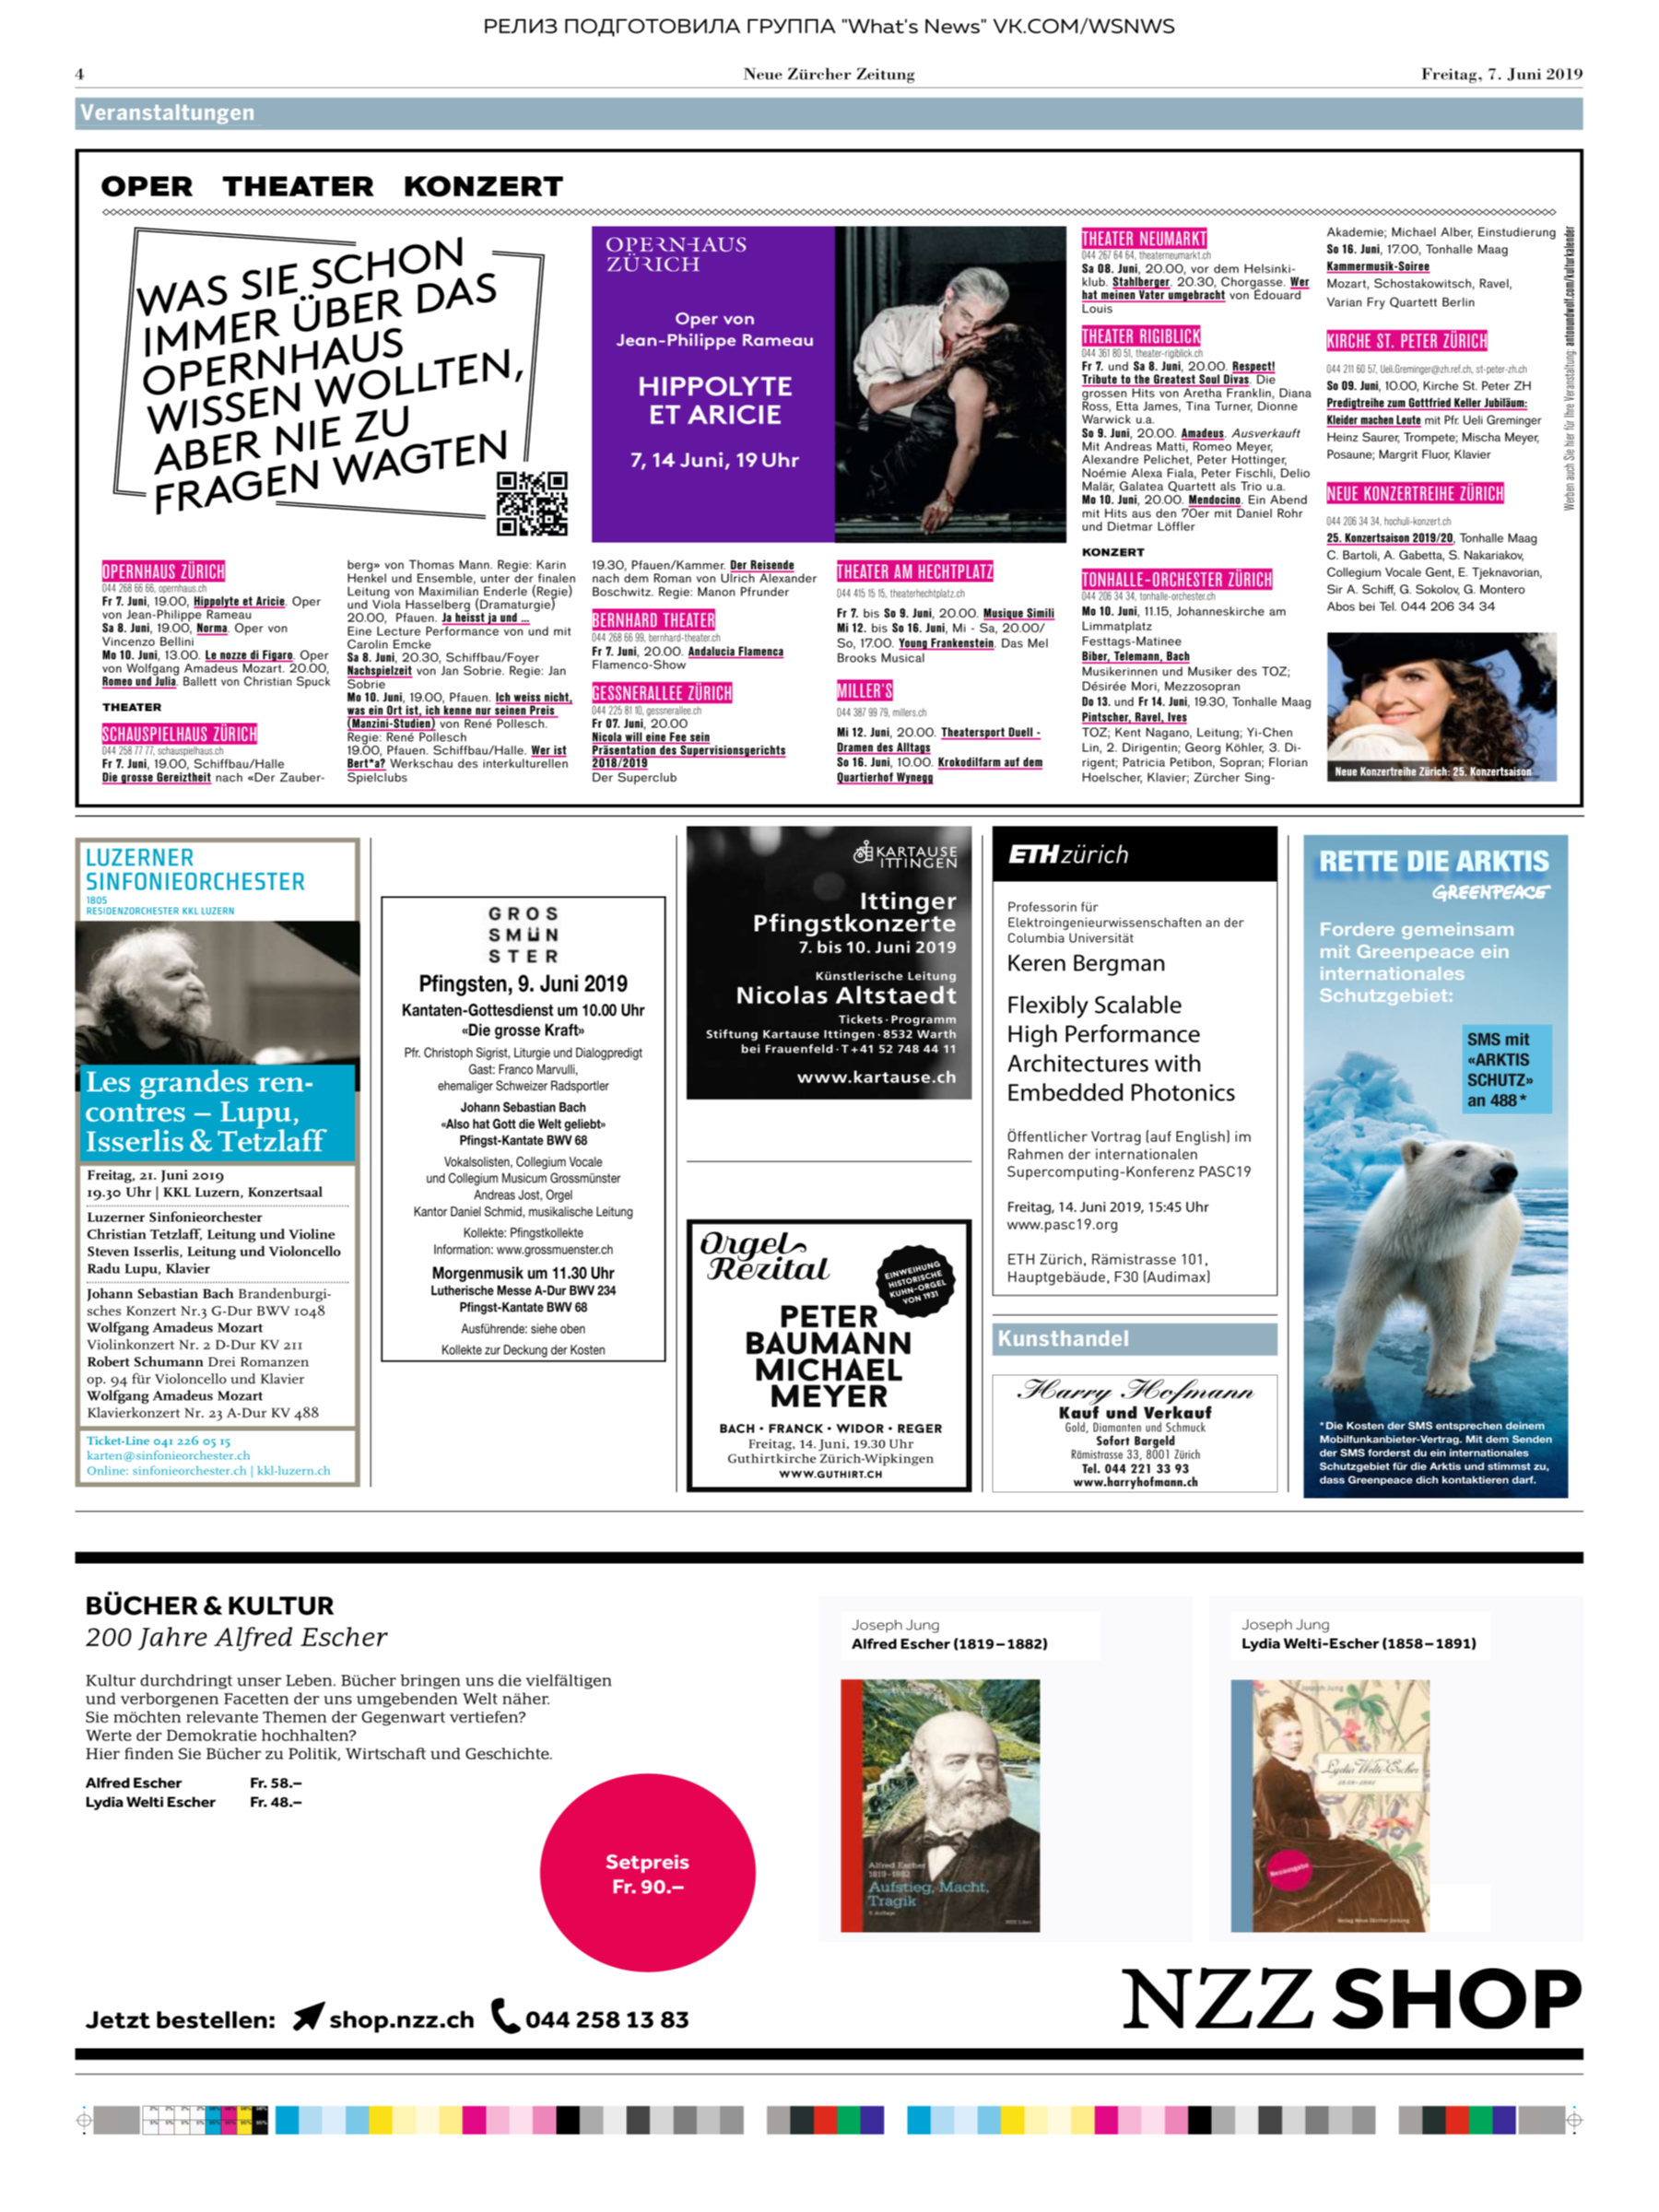 РЕЛИЗ ПОДГОТОВИЛА ГРУППА "What's News" VK.COM/WSNWS
4
Neue Zürcher Zeitung
Freitag, 7. Juni 2019
Veranstaltungen
OPER THEATER KONZERT
WAS SIE SCHON
IMMER ÜBER DAS
OPERNHAUS
WISSEN WOLLTEN,
ABER NIE ZU
FRAGEN WAGTEN
OPERNHAUS
ZÜRICH
Oper von
Jean-Philippe Rameau
HIPPOLYTE
ET ARICIE
7, 14 Juni, 19 Uhr
OPERNHAUS ZÜRICH
044 268 66 66, opernhaus.ch
Fr 7. Juni, 19.00, Hippolyte et Aricie. Oper
von Jean-Philippe Rameau
Sa 8. Juni, 19.00, Norma. Oper von
Vincenzo Bellini
Mo 10. Juni, 13.00. Le nozze di Figaro. Oper
von Wolfgang Amadeus Mozart. 20.00,
Romeo und Julia. Ballett von Christian Spuck
THEATER
SCHAUSPIELHAUS ZÜRICH
044 258 77 77, schauspielhaus.ch
Fr 7. Juni, 19.00, Schiffbau/Halle
Die grosse Gereiztheit nach «Der Zauber-
berg» von Thomas Mann. Regie: Karin
Henkel und Ensemble, unter der finalen
Leitung von Maximilian Enderle (Regie)
und Viola Hasselberg (Dramaturgie)
20.00, Pfauen. Ja heisst ja und ...
Eine Lecture Performance von und mit
Carolin Emcke
Sa 8. Juni, 20.30, Schiffbau/Foyer
Nachspielzeit von Jan Sobrie. Regie: Jan
Sobrie
Mo 10. Juni, 19.00, Pfauen. Ich weiss nicht,
was ein Ort ist, ich kenne nur seinen Preis
(Manzini-Studien) von René Pollesch.
Regie: René Pollesch
19.00, Pfauen. Schiffbau/Halle. Wer ist
Bert*a? Werkschau des interkulturellen
Spielclubs
19.30, Pfauen/Kammer. Der Reisende
nach dem Roman von Ulrich Alexander
Boschwitz. Regie: Manon Pfrunder
BERNHARD THEATER
044 268 66 99, bernhard-theater.ch
Fr 7. Juni, 20.00. Andalucia Flamenca
Flamenco-Show
GESSNERALLEE ZÜRICH
044 225 81 10, gessnerallee.ch
Fr 07. Juni, 20.00
Nicola will eine Fee sein
Präsentation des Supervisionsgerichts
2018/2019
Der Superclub
THEATER AM HECHTPLATZ
044 415 15 15, theaterhechtplatz.ch
Fr 7. bis So 9. Juni, 20.00. Musique Simili
Mi 12. bis So 16. Juni, Mi - Sa, 20.00/
So, 17.00. Young Frankenstein. Das Mel
Brooks Musical
MILLER'S
044 387 99 79, millers.ch
Mi 12. Juni, 20.00. Theatersport Duell -
Dramen des Alltags
So 16. Juni, 10.00. Krokodilfarm auf dem
Quartierhof Wynegg
THEATER NEUMARKT
044 267 64 64, theaterneumarkt.ch
Sa 08. Juni, 20.00, vor dem Helsinki-
klub. Stahlberger. 20.30, Chorgasse. Wer
hat meinen Vater umgebracht von Édouard
Louis
THEATER RIGIBLICK
044 361 80 51, theater-rigiblick.ch
Fr 7. und Sa 8. Juni, 20.00. Respect!
Tribute to the Greatest Soul Divas. Die
grossen Hits von Aretha Franklin, Diana
Ross, Etta James, Tina Turner, Dionne
Warwick u.a.
So 9. Juni, 20.00. Amadeus. Ausverkauft
Mit Andreas Matti, Romeo Meyer,
Alexandre Pelichet, Peter Hottinger,
Noémie Alexa Fiala, Peter Fischli, Delio
Malär, Galatea Quartett als Trio u.a.
Mo 10. Juni, 20.00. Mendocino. Ein Abend
mit Hits aus den 70er mit Daniel Rohr
und Dietmar Löffler
KONZERT
TONHALLE-ORCHESTER ZÜRICH
044 206 34 34, tonhalle-orchester.ch
Mo 10. Juni, 11.15, Johanneskirche am
Limmatplatz
Festtags-Matinee
Biber, Telemann, Bach
Musikerinnen und Musiker des TOZ;
Désirée Mori, Mezzosopran
Do 13. und Fr 14. Juni, 19.30, Tonhalle Maag
Pintscher, Ravel, Ives
TOZ; Kent Nagano, Leitung; Yi-Chen
Lin, 2. Dirigentin; Georg Köhler, 3. Di-
rigent; Patricia Petibon, Sopran; Florian
Hoelscher, Klavier; Zürcher Sing-
Akademie; Michael Alber, Einstudierung
So 16. Juni, 17.00, Tonhalle Maag
Kammermusik-Soiree
Mozart, Schostakowitsch, Ravel,
Varian Fry Quartett Berlin
KIRCHE ST. PETER ZÜRICH
044 211 60 57, Ueli.Greminger@zh.ref.ch, st-peter-zh.ch
So 09. Juni, 10.00, Kirche St. Peter ZH
Predigtreihe zum Gottfried Keller Jubiläum:
Kleider machen Leute mit Pfr. Ueli Greminger
Heinz Saurer, Trompete; Mischa Meyer,
Posaune; Margrit Fluor, Klavier
NEUE KONZERTREIHE ZÜRICH
044 206 34 34, hochuli-konzert.ch
25. Konzertsaison 2019/20, Tonhalle Maag
C. Bartoli, A. Gabetta, S. Nakariakov,
Collegium Vocale Gent, E. Tjeknavorian,
Sir A. Schiff, G. Sokolov, G. Montero
Abos bei Tel. 044 206 34 34
Neue Konzertreihe Zürich: 25. Konzertsaison
Werben auch Sie hier für Ihre Veranstaltung: antonundwolf.com/kulturkalender
LUZERNER
SINFONIEORCHESTER
1805
RESIDENZORCHESTER KKL LUZERN
Les grandes ren-
contres – Lupu,
Isserlis & Tetzlaff
Freitag, 21. Juni 2019
19.30 Uhr | KKL Luzern, Konzertsaal
Luzerner Sinfonieorchester
Christian Tetzlaff, Leitung und Violine
Steven Isserlis, Leitung und Violoncello
Radu Lupu, Klavier
Johann Sebastian Bach Brandenburgi-
sches Konzert Nr.3 G-Dur BWV 1048
Wolfgang Amadeus Mozart
Violinkonzert Nr. 2 D-Dur KV 211
Robert Schumann Drei Romanzen
op. 94 für Violoncello und Klavier
Wolfgang Amadeus Mozart
Klavierkonzert Nr. 23 A-Dur KV 488
Ticket-Line 041 226 05 15
karten@sinfonieorchester.ch
Online: sinfonieorchester.ch | kkl-luzern.ch
GROS
SMÜN
STER
Pfingsten, 9. Juni 2019
Kantaten-Gottesdienst um 10.00 Uhr
«Die grosse Kraft»
Pfr. Christoph Sigrist, Liturgie und Dialogpredigt
Gast: Franco Marvulli,
ehemaliger Schweizer Radsportler
Johann Sebastian Bach
«Also hat Gott die Welt geliebt»
Pfingst-Kantate BWV 68
Vokalsolisten, Collegium Vocale
und Collegium Musicum Grossmünster
Andreas Jost, Orgel
Kantor Daniel Schmid, musikalische Leitung
Kollekte: Pfingstkollekte
Information: www.grossmuenster.ch
Morgenmusik um 11.30 Uhr
Lutherische Messe A-Dur BWV 234
Pfingst-Kantate BWV 68
Ausführende: siehe oben
Kollekte zur Deckung der Kosten
KARTAUSE
ITTINGEN
Ittinger
Pfingstkonzerte
7. bis 10. Juni 2019
Künstlerische Leitung
Nicolas Altstaedt
Tickets · Programm
Stiftung Kartause Ittingen · 8532 Warth
bei Frauenfeld · T +41 52 748 44 11
www.kartause.ch
Orgel
Rezital
EINWEIHUNG
HISTORISCHE
KUHN-ORGEL
VON 1931
PETER
BAUMANN
MICHAEL
MEYER
BACH · FRANCK · WIDOR · REGER
Freitag, 14. Juni, 19.30 Uhr
Guthirtkirche Zürich-Wipkingen
WWW.GUTHIRT.CH
ETH zürich
Professorin für
Elektroingenieurwissenschaften an der
Columbia Universität
Keren Bergman
Flexibly Scalable
High Performance
Architectures with
Embedded Photonics
Öffentlicher Vortrag (auf English) im
Rahmen der internationalen
Supercomputing-Konferenz PASC19
Freitag, 14. Juni 2019, 15:45 Uhr
www.pasc19.org
ETH Zürich, Rämistrasse 101,
Hauptgebäude, F30 (Audimax)
Kunsthandel
Harry Hofmann
Kauf und Verkauf
Gold, Diamanten und Schmuck
Sofort Bargeld
Rämistrasse 33, 8001 Zürich
Tel. 044 221 33 93
www.harryhofmann.ch
RETTE DIE ARKTIS
GREENPEACE
Fordere gemeinsam
mit Greenpeace ein
internationales
Schutzgebiet:
SMS mit
«ARKTIS
SCHUTZ»
an 488*
*Die Kosten der SMS entsprechen deinem
Mobilfunkanbieter-Vertrag. Mit dem Senden
der SMS forderst du ein internationales
Schutzgebiet für die Arktis und stimmst zu,
dass Greenpeace dich kontaktieren darf.
BÜCHER & KULTUR
200 Jahre Alfred Escher
Kultur durchdringt unser Leben. Bücher bringen uns die vielfältigen
und verborgenen Facetten der uns umgebenden Welt näher.
Sie möchten relevante Themen der Gegenwart vertiefen?
Werte der Demokratie hochhalten?
Hier finden Sie Bücher zu Politik, Wirtschaft und Geschichte.
Alfred Escher Fr. 58.–
Lydia Welti Escher Fr. 48.–
Setpreis
Fr. 90.–
Joseph Jung
Alfred Escher (1819–1882)
Alfred Escher
1819–1882
Aufstieg, Macht,
Tragik
Joseph Jung
Lydia Welti-Escher (1858–1891)
Joseph Jung
Lydia Welti-Escher
1858–1891
Neuausgabe
Jetzt bestellen: shop.nzz.ch 044 258 13 83
NZZ SHOP